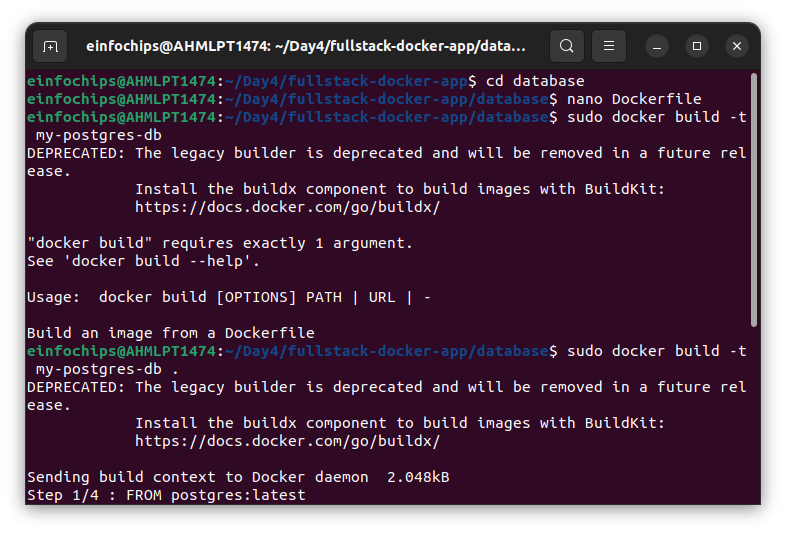 einfochips@AHMLPT1474: ~/Day4/fullstack-docker-app/data...
einfochips@AHMLPT1474:~/Day4/fullstack-docker-app$ cd database
einfochips@AHMLPT1474:~/Day4/fullstack-docker-app/database$ nano Dockerfile
einfochips@AHMLPT1474:~/Day4/fullstack-docker-app/database$ sudo docker build -t
 my-postgres-db
DEPRECATED: The legacy builder is deprecated and will be removed in a future rel
ease.
            Install the buildx component to build images with BuildKit:
            https://docs.docker.com/go/buildx/

"docker build" requires exactly 1 argument.
See 'docker build --help'.

Usage:  docker build [OPTIONS] PATH | URL | -

Build an image from a Dockerfile
einfochips@AHMLPT1474:~/Day4/fullstack-docker-app/database$ sudo docker build -t
 my-postgres-db .
DEPRECATED: The legacy builder is deprecated and will be removed in a future rel
ease.
            Install the buildx component to build images with BuildKit:
            https://docs.docker.com/go/buildx/

Sending build context to Docker daemon  2.048kB
Step 1/4 : FROM postgres:latest